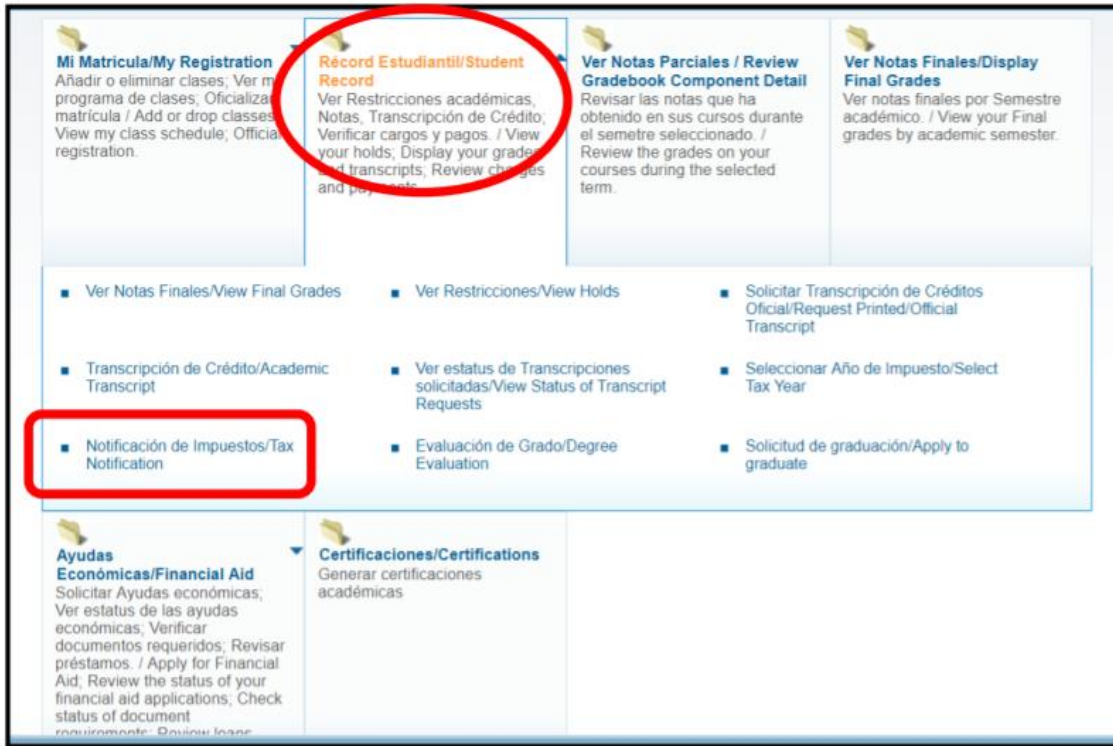 Mi Matricula/My Registration
Añadir o eliminar clases; Ver m
programa de clases; Oficializar
matrícula / Add or drop classes
View my class schedule; Official
registration.
Récord Estudiantil/Student
Record
Ver Restricciones académicas,
Notas, Transcripción de Crédito;
Verificar cargos y pagos. / View
your holds; Display your grades
and transcripts; Review charges
and payments
Ver Notas Parciales / Review
Gradebook Component Detail
Revisar las notas que ha
obtenido en sus cursos durante
el semetre seleccionado. /
Review the grades on your
courses during the selected
term.
Ver Notas Finales/Display
Final Grades
Ver notas finales por Semestre
académico. / View your Final
grades by academic semester.
Ver Notas Finales/View Final Grades
Ver Restricciones/View Holds
Solicitar Transcripción de Créditos
Oficial/Request Printed/Official
Transcript
Transcripción de Crédito/Academic
Transcript
Ver estatus de Transcripciones
solicitadas/View Status of Transcript
Requests
Seleccionar Año de Impuesto/Select
Tax Year
Notificación de Impuestos/Tax
Notification
Evaluación de Grado/Degree
Evaluation
Solicitud de graduación/Apply to
graduate
Ayudas
Económicas/Financial Aid
Solicitar Ayudas económicas;
Ver estatus de las ayudas
económicas; Verificar
documentos requeridos; Revisar
préstamos. / Apply for Financial
Aid; Review the status of your
financial aid applications; Check
status of document
requirements; Review loans
Certificaciones/Certifications
Generar certificaciones
académicas